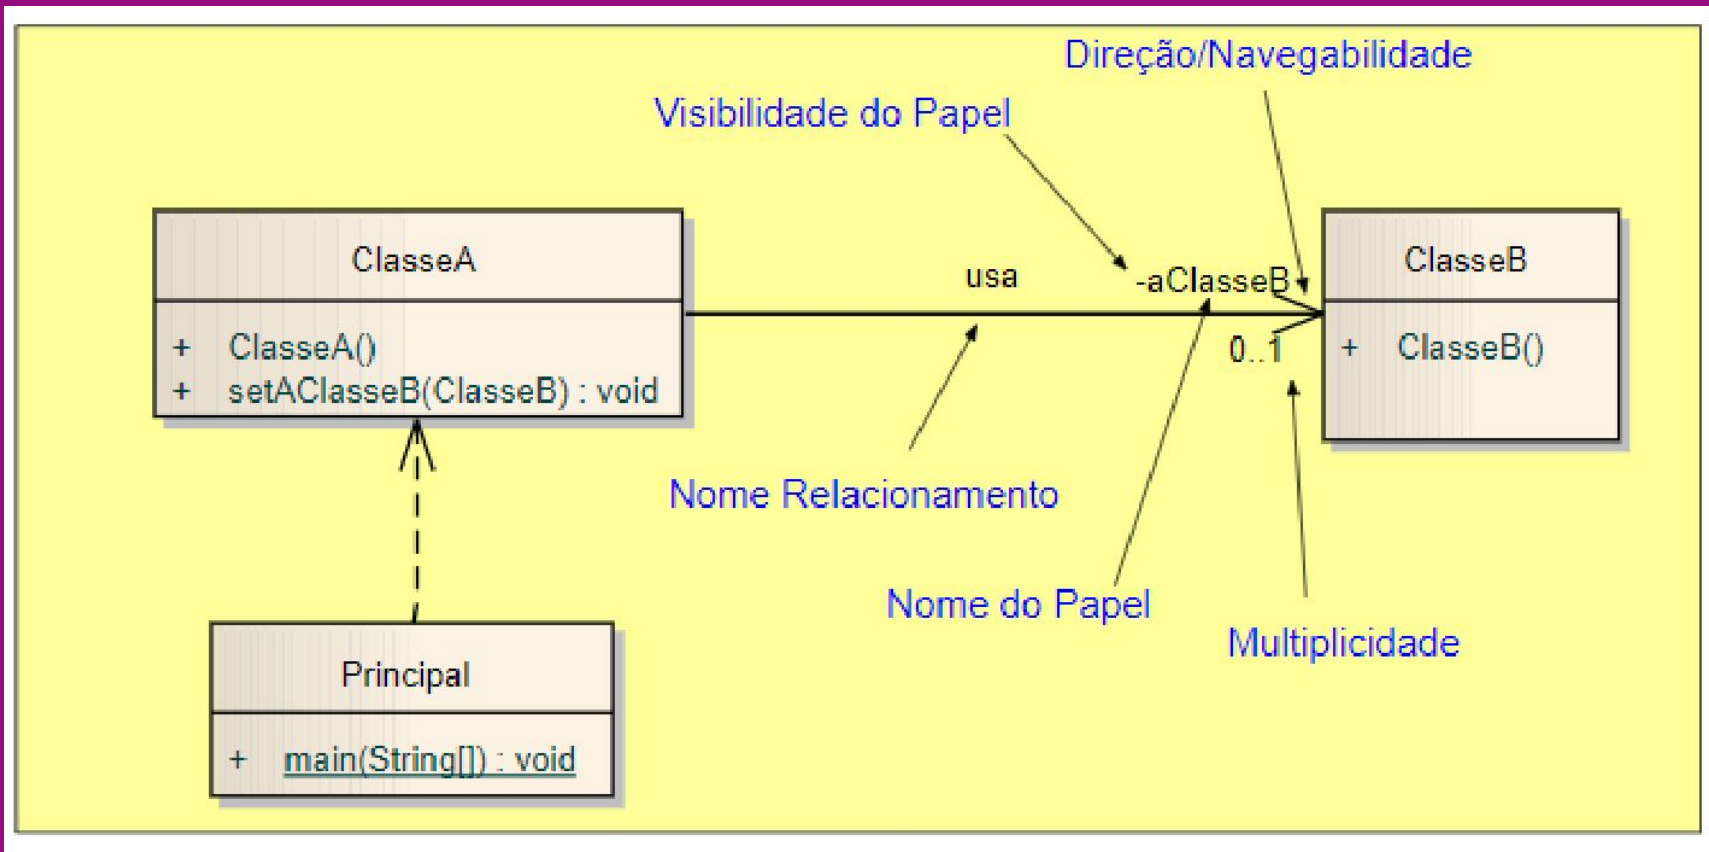 Direção/Navegabilidade
Visibilidade do Papel
ClasseA
+ ClasseA()
+ setAClasseB(ClasseB) : void
usa
-aClasseB
0..1
ClasseB
+ ClasseB()
Nome Relacionamento
Nome do Papel
Multiplicidade
Principal
+ main(String[]) : void